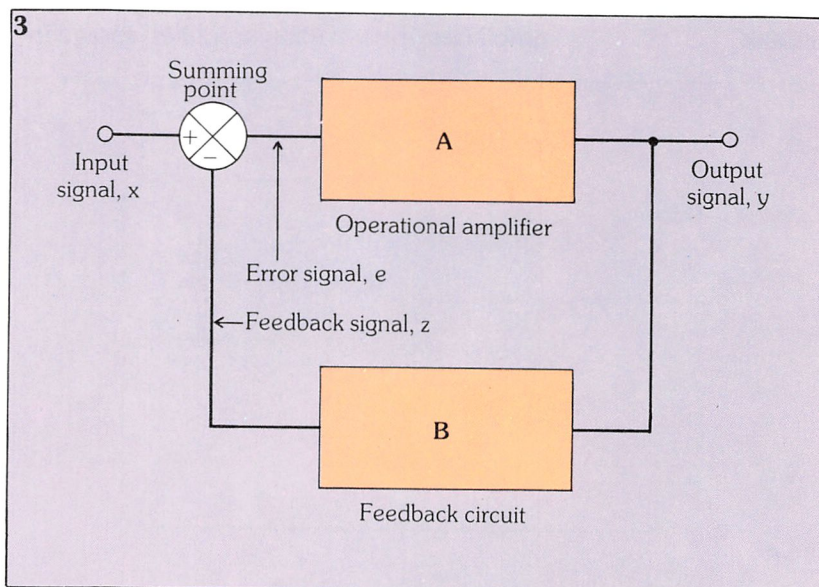 3
Summing
point
+
−
Input
signal, x
A
Output
signal, y
Operational amplifier
Error signal, e
Feedback signal, z
B
Feedback circuit